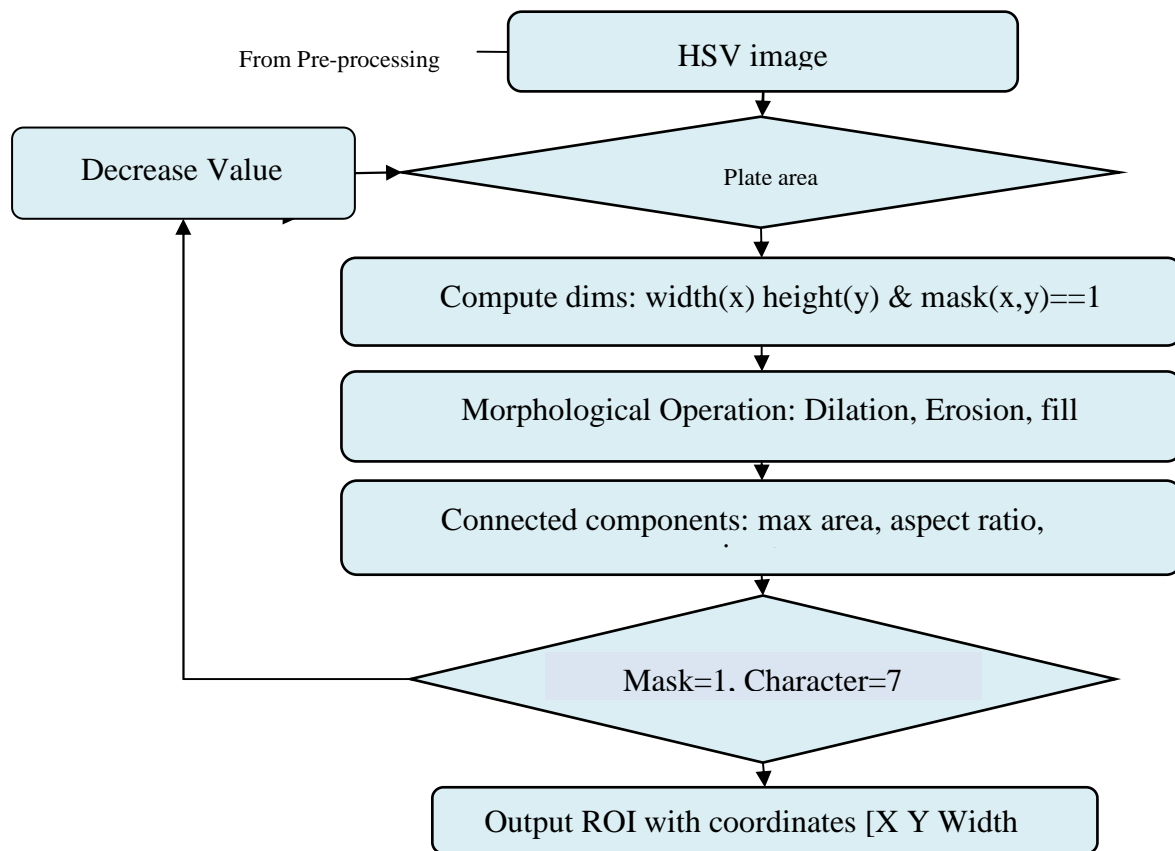 From Pre-processing
HSV image
Decrease Value
Plate area
Compute dims: width(x) height(y) & mask(x,y)==1
Morphological Operation: Dilation, Erosion, fill
Connected components: max area, aspect ratio,
Mask=1, Character=7
Output ROI with coordinates [X Y Width